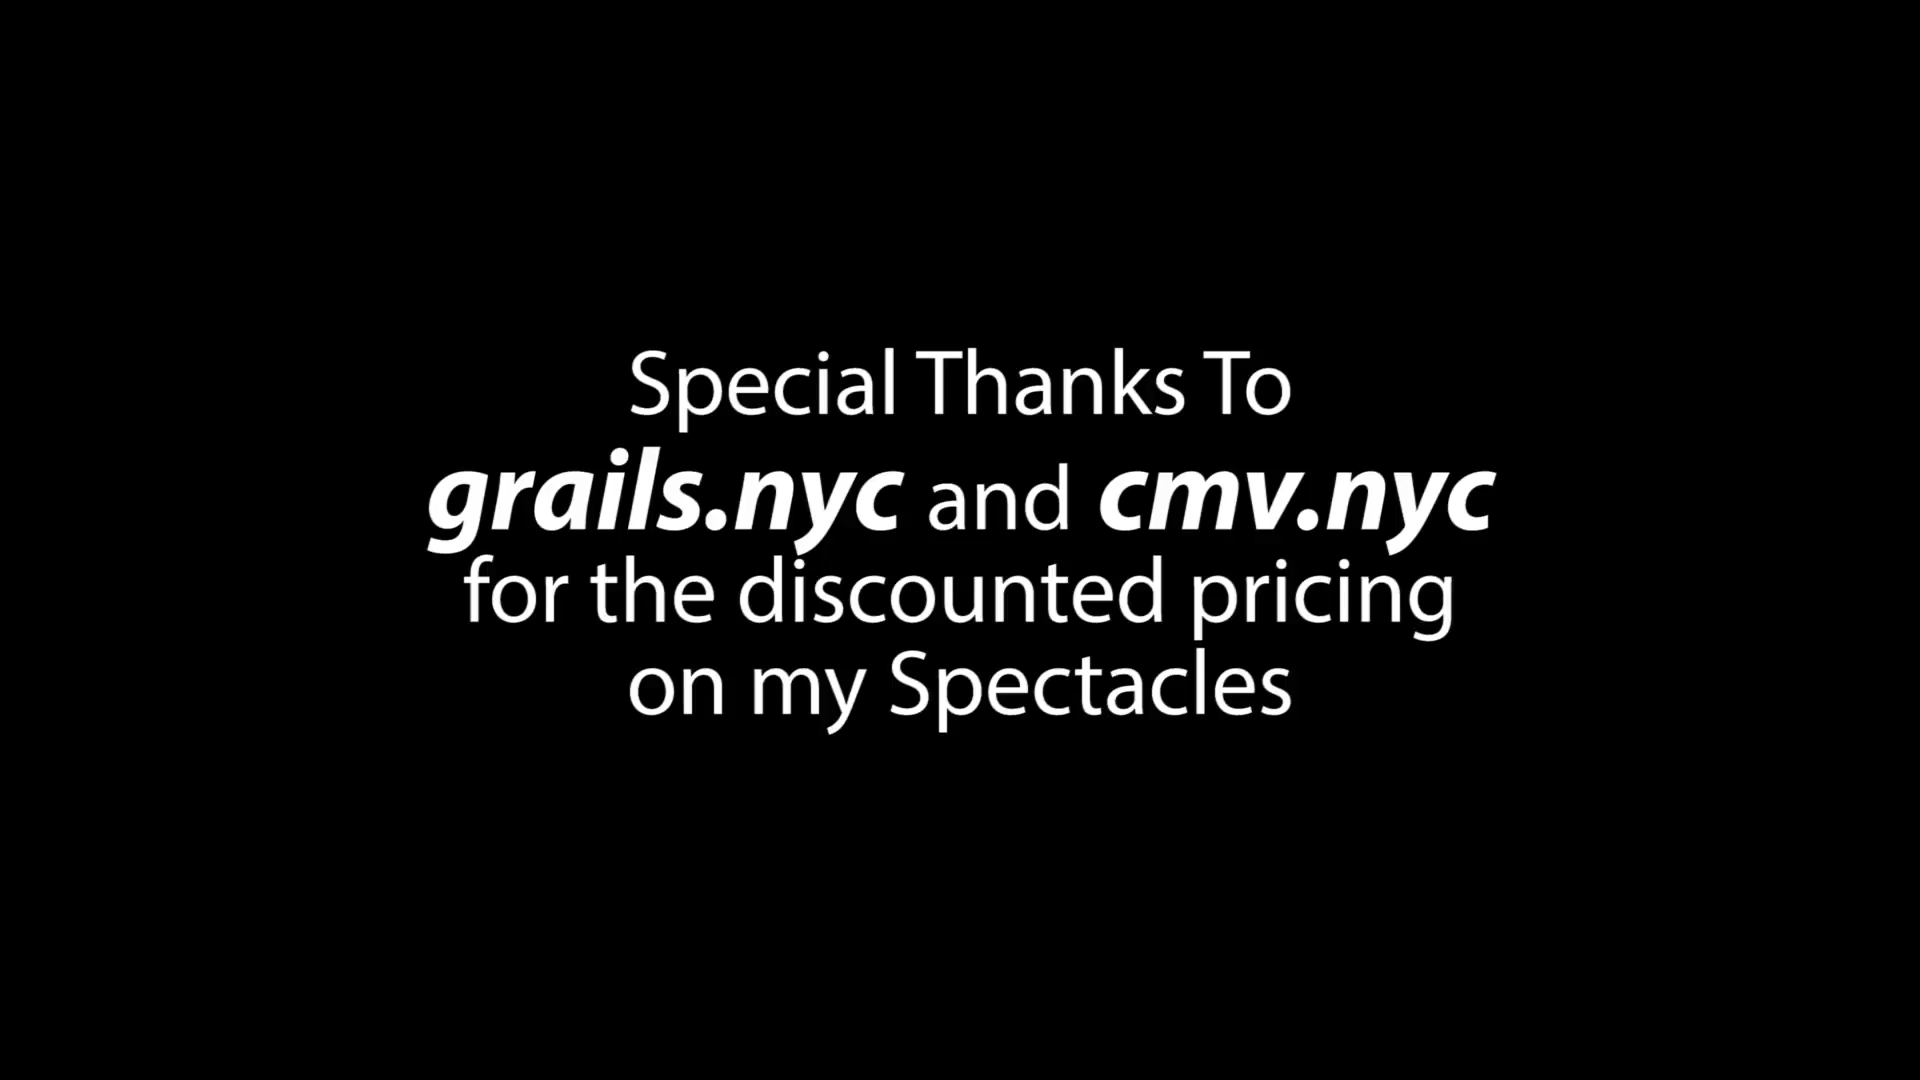 Special Thanks To
grails.nyc and cmv.nyc
for the discounted pricing
on my Spectacles